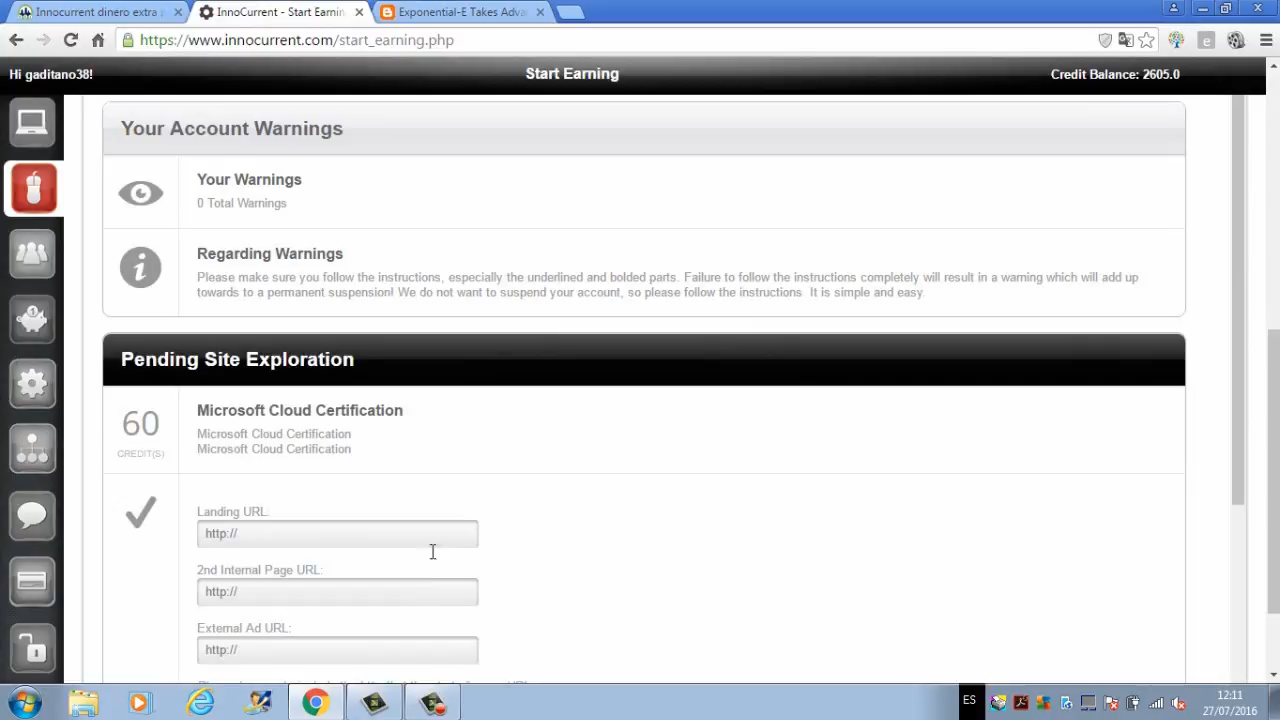 Innocurrent dinero extra
InnoCurrent - Start Earnin
Exponential-E Takes Adva
https://www.innocurrent.com/start_earning.php
Hi gaditano38!
Start Earning
Credit Balance: 2605.0
Your Account Warnings
Your Warnings
0 Total Warnings
Regarding Warnings
Please make sure you follow the instructions, especially the underlined and bolded parts. Failure to follow the instructions completely will result in a warning which will add up
towards to a permanent suspension! We do not want to suspend your account, so please follow the instructions. It is simple and easy.
Pending Site Exploration
60
CREDIT(S)
Microsoft Cloud Certification
Microsoft Cloud Certification
Microsoft Cloud Certification
Landing URL:
http://
2nd Internal Page URL:
http://
External Ad URL:
http://
ES
12:11
27/07/2016